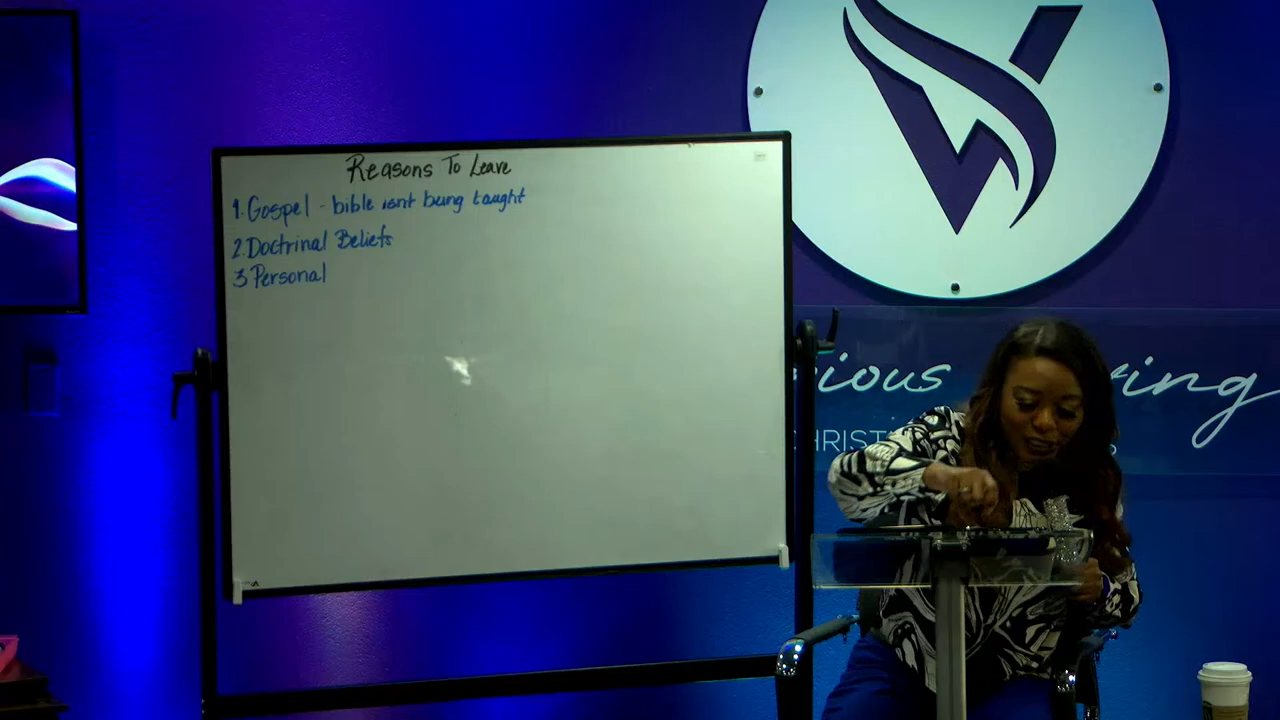 Reasons To Leave
1. Gospel - bible isnt being taught
2. Doctrinal Beliefs
3 Personal